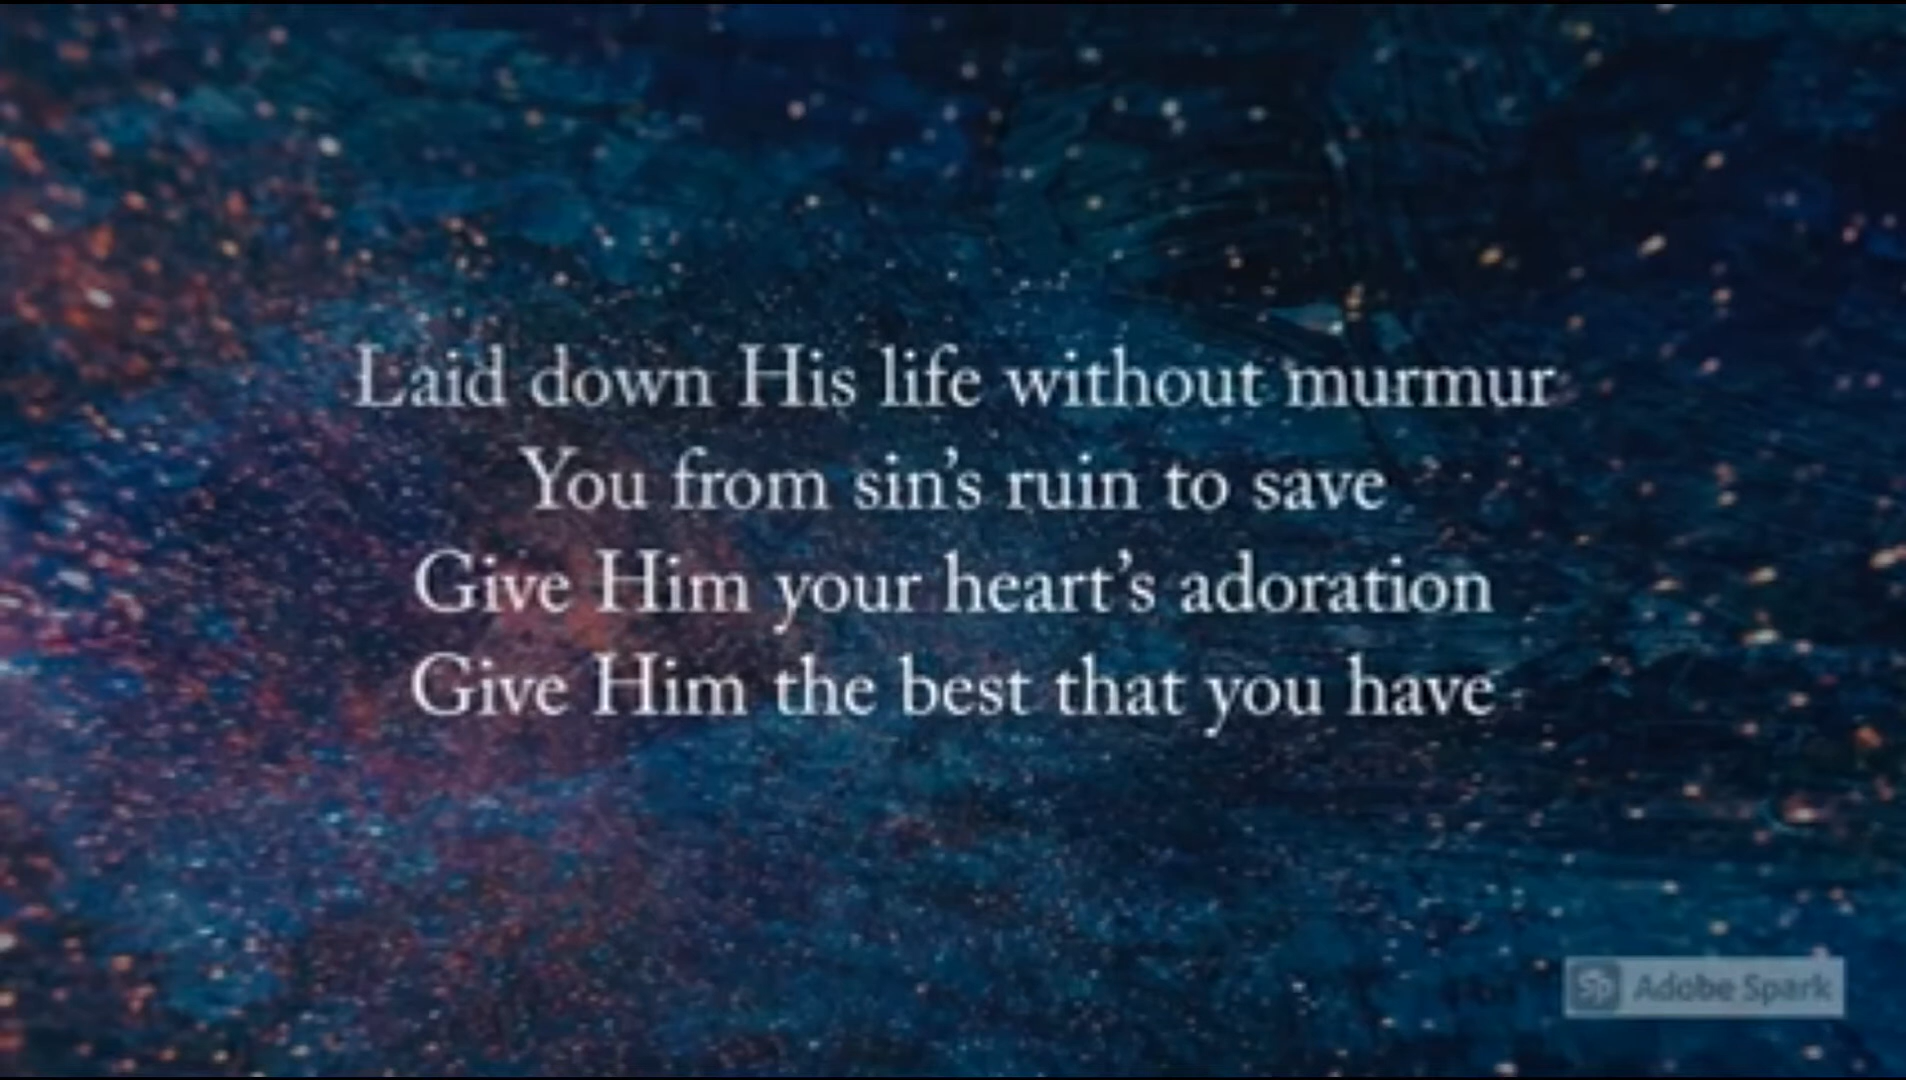 Laid down His life without murmur
You from sin’s ruin to save
Give Him your heart’s adoration
Give Him the best that you have
Sp Adobe Spark